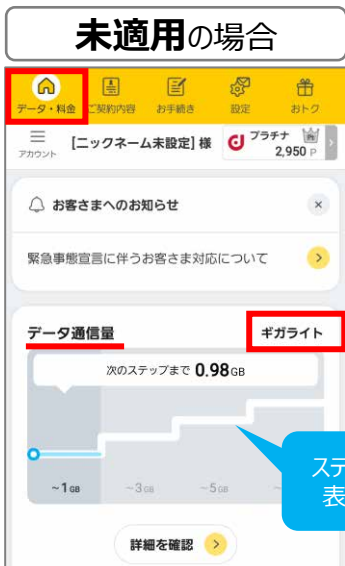 未適用の場合
データ・料金 ご契約内容 お手続き 設定 おトク
アカウント [ニックネーム未設定] 様 d プラチナ 2,950 P
お客さまへのお知らせ ×
緊急事態宣言に伴うお客さま対応について
データ通信量 ギガライト
次のステップまで 0.98GB
~1GB ~3GB ~5GB
ステ
表
詳細を確認